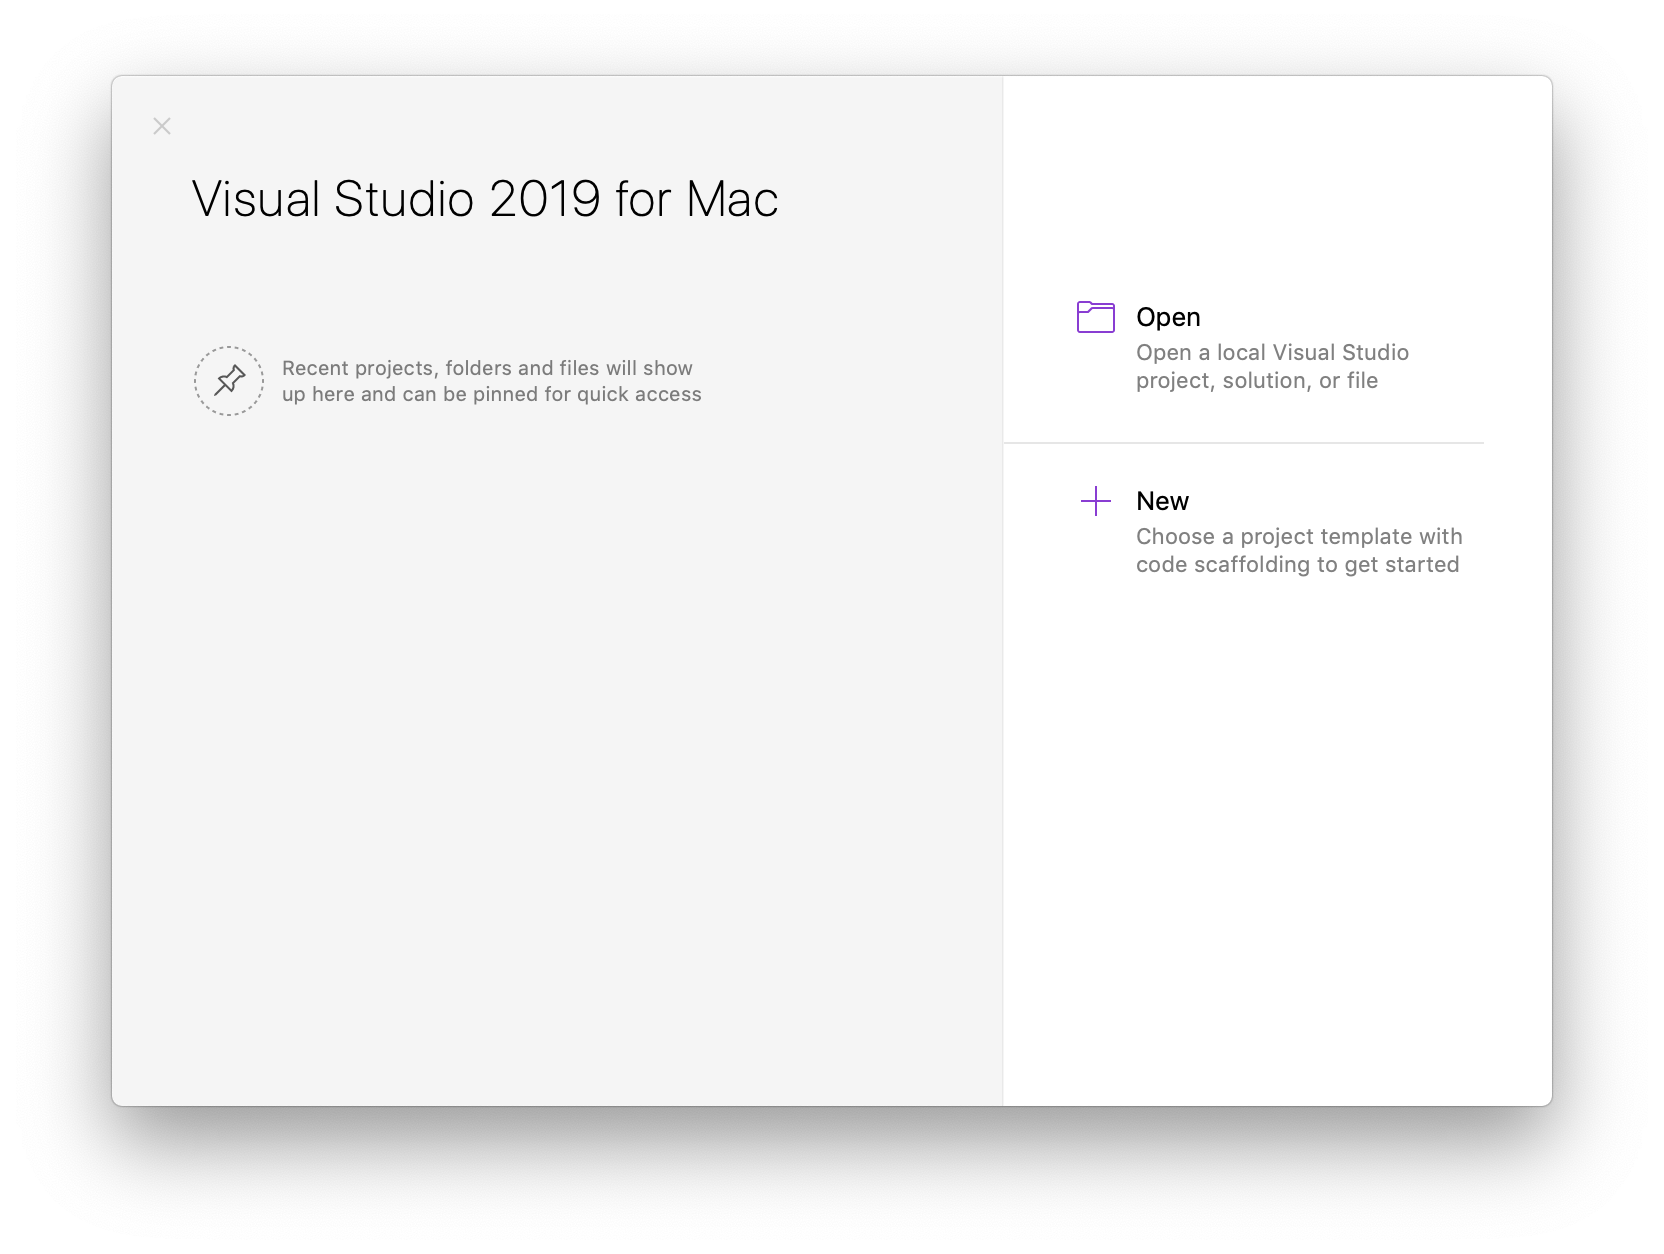 Visual Studio 2019 for Mac
Recent projects, folders and files will show
up here and can be pinned for quick access
Open
Open a local Visual Studio
project, solution, or file
New
Choose a project template with
code scaffolding to get started